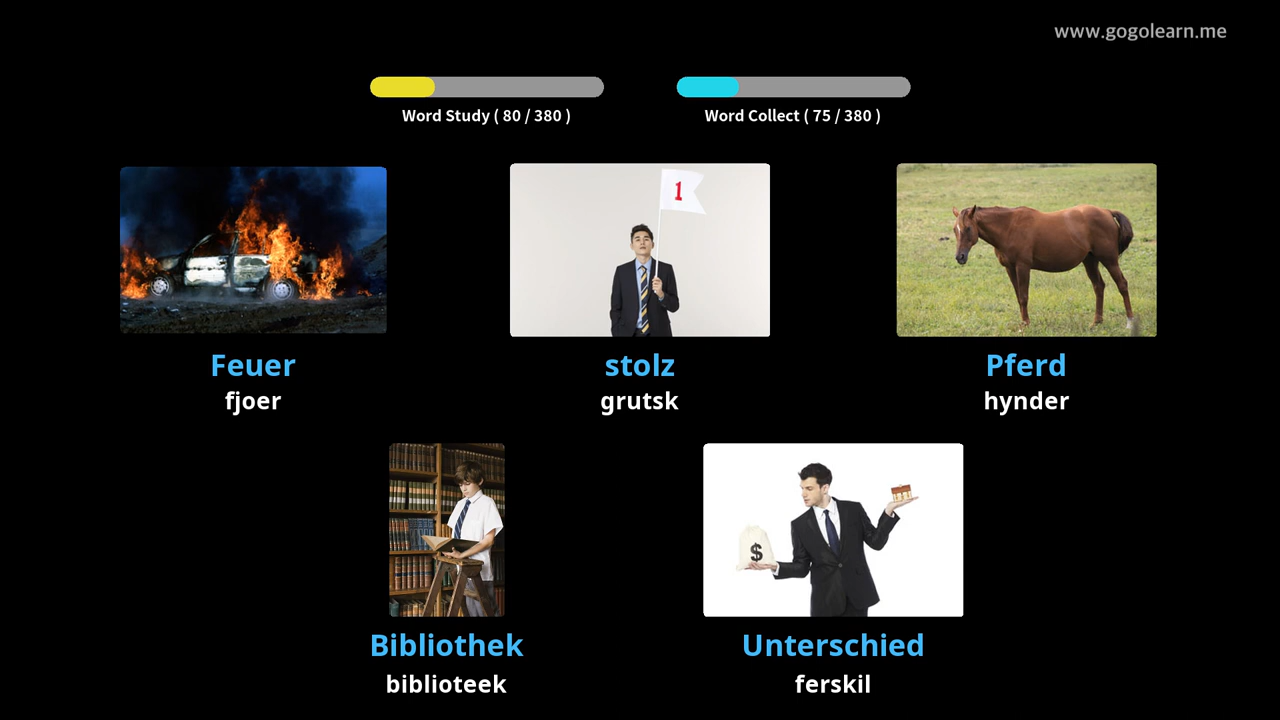 www.gogolearn.me
Word Study ( 80 / 380 )
Word Collect ( 75 / 380 )
1
Feuer
fjoer
stolz
grutsk
Pferd
hynder
$
Bibliothek
biblioteek
Unterschied
ferskil